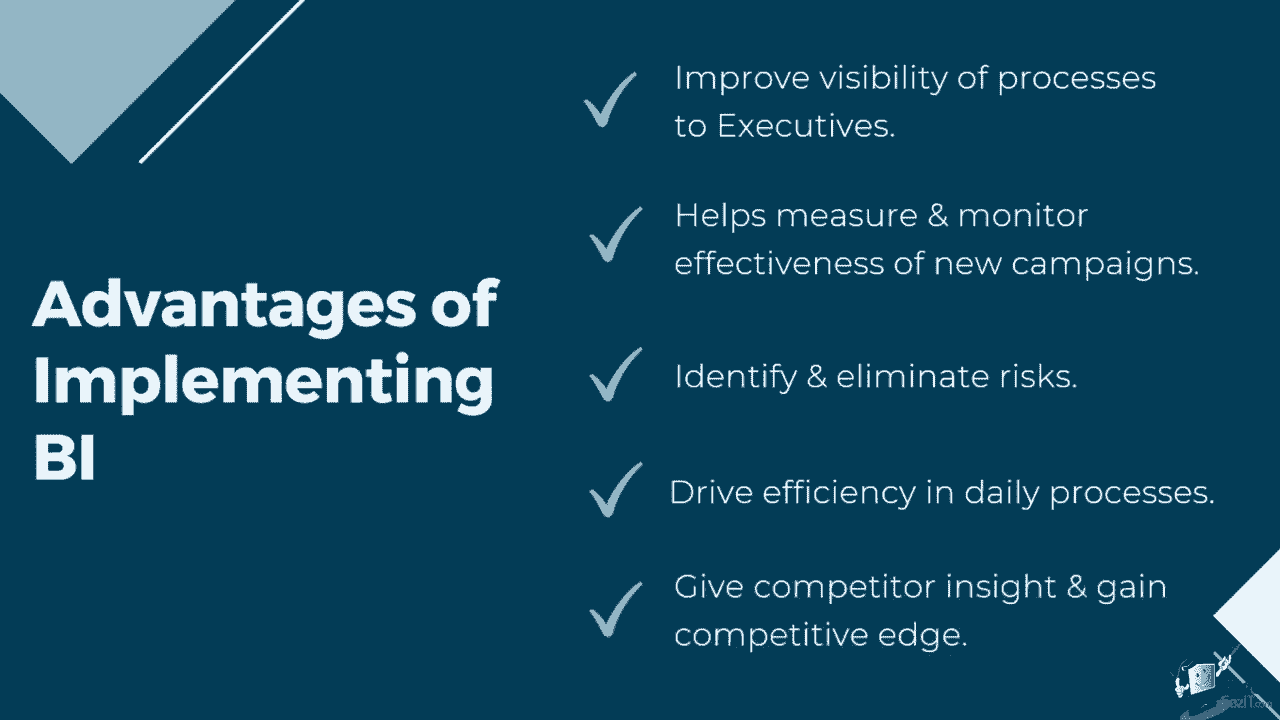 Advantages of
Implementing
BI
Improve visibility of processes
to Executives.
Helps measure & monitor
effectiveness of new campaigns.
Identify & eliminate risks.
Drive efficiency in daily processes.
Give competitor insight & gain
competitive edge.